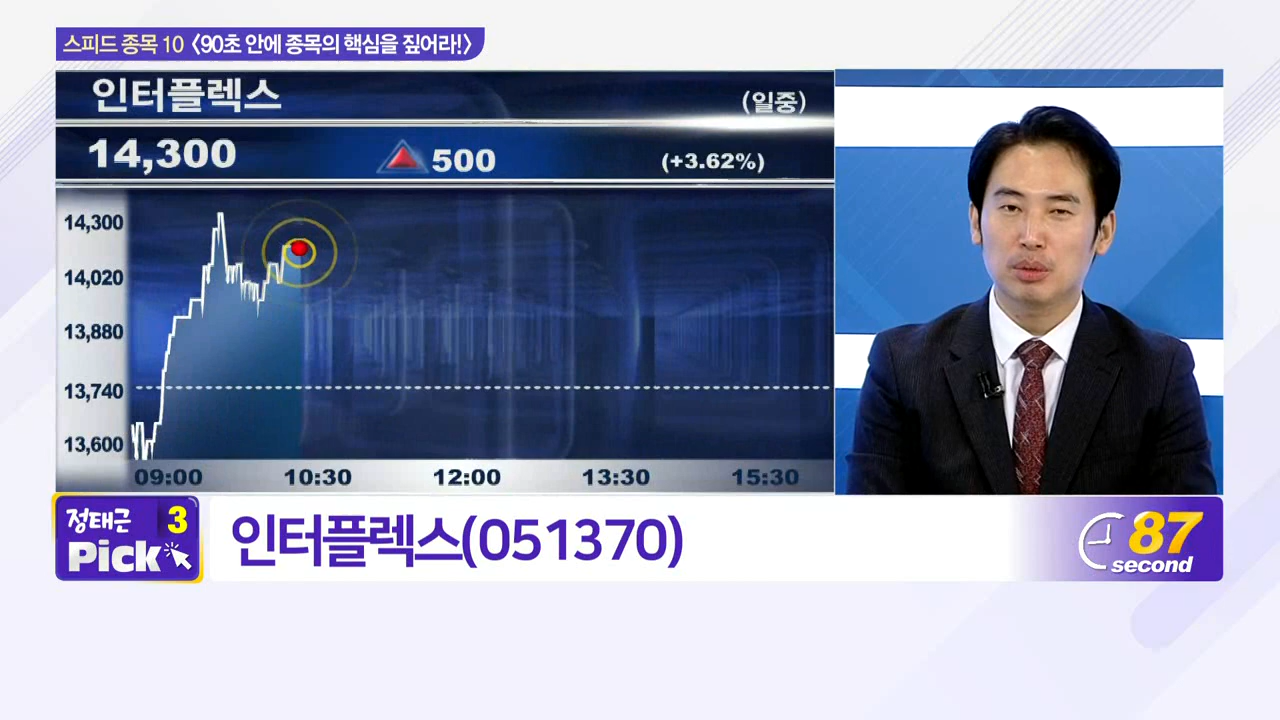 스피드 종목 10 〈90초 안에 종목의 핵심을 짚어라!〉
인터플렉스 (일중)
14,300 500 (+3.62%)
14,300
14,020
13,880
13,740
13,600
09:00 10:30 12:00 13:30 15:30
정태근 3
Pick
인터플렉스(051370)
87
second